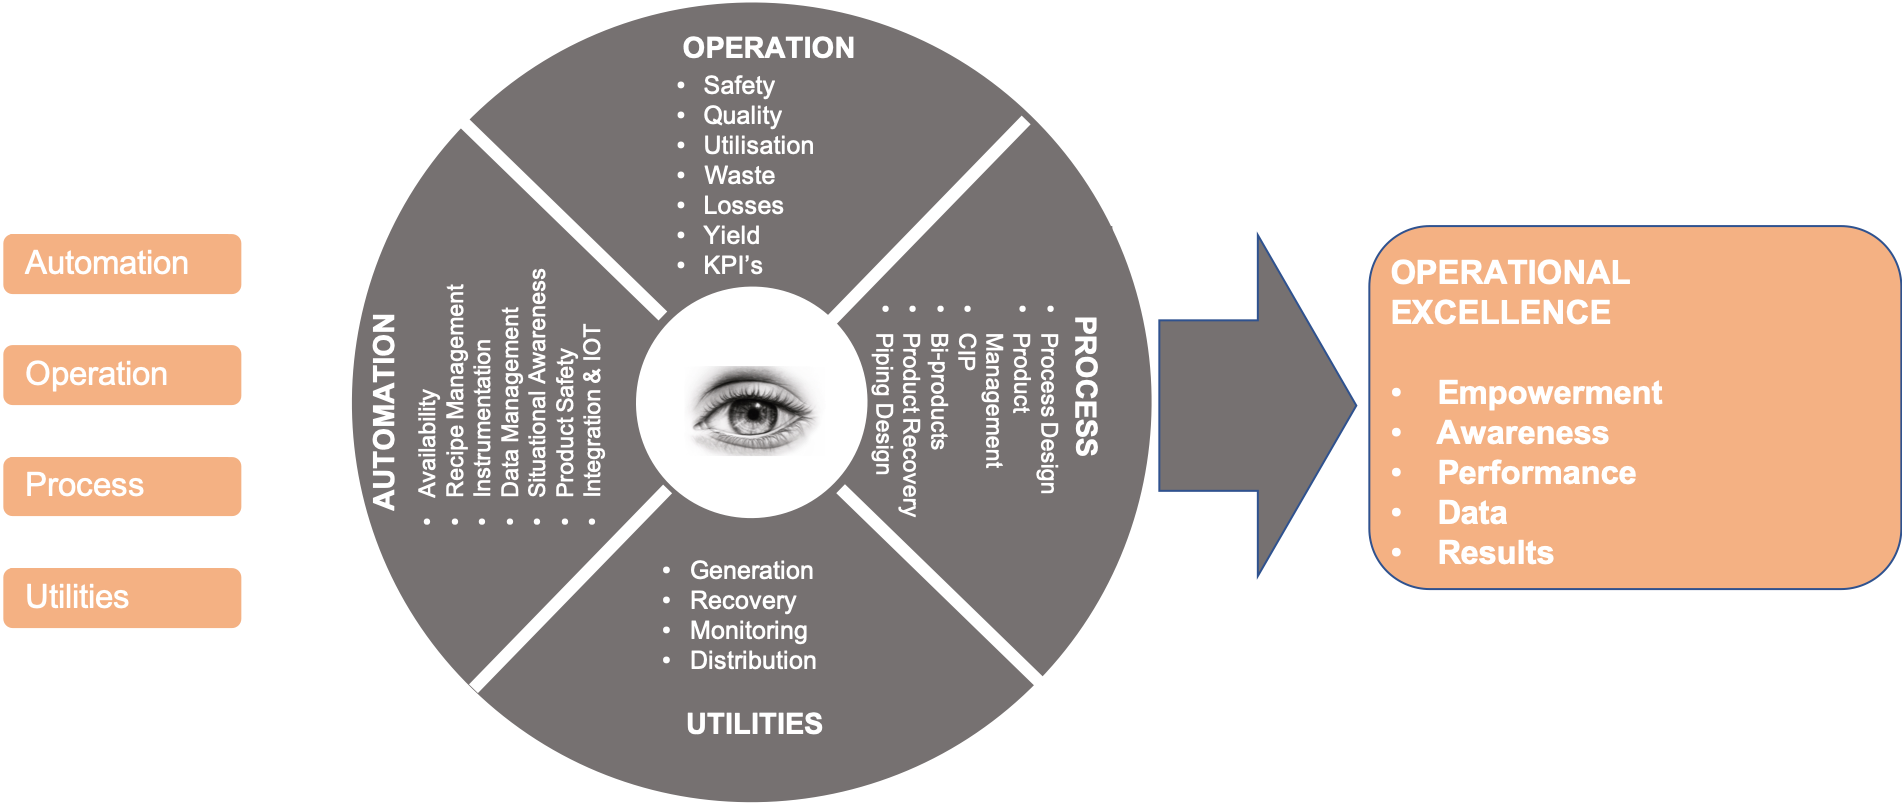 Automation
Operation
Process
Utilities
OPERATION
• Safety
• Quality
• Utilisation
• Waste
• Losses
• Yield
• KPI’s
AUTOMATION
• Availability
• Recipe Management
• Instrumentation
• Data Management
• Situational Awareness
• Product Safety
• Integration & IOT
PROCESS
• Process Design
• Product
Management
• CIP
• Bi-products
• Product Recovery
• Piping Design
• Generation
• Recovery
• Monitoring
• Distribution
UTILITIES
OPERATIONAL
EXCELLENCE
• Empowerment
• Awareness
• Performance
• Data
• Results